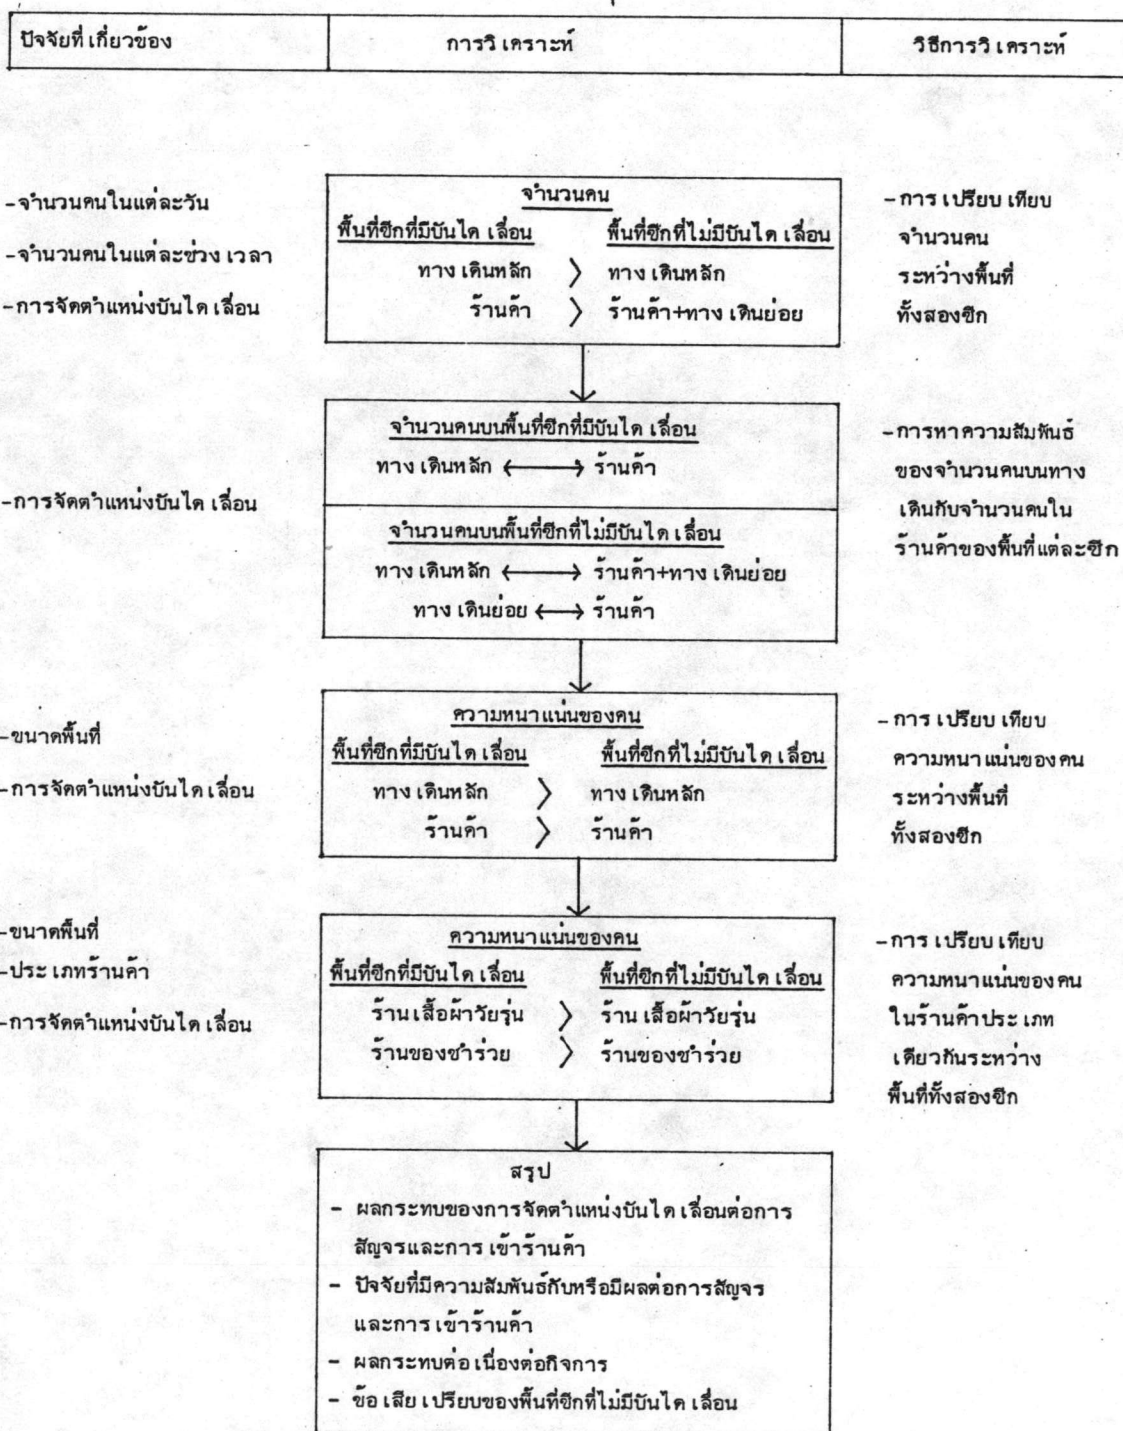 ปัจจัยที่เกี่ยวข้อง
การวิเคราะห์
วิธีการวิเคราะห์
-จำนวนคนในแต่ละวัน
-จำนวนคนในแต่ละช่วงเวลา
-การจัดตำแหน่งบันไดเลื่อน
จำนวนคน
พื้นที่ซีกที่มีบันไดเลื่อน พื้นที่ซีกที่ไม่มีบันไดเลื่อน
ทางเดินหลัก > ทางเดินหลัก
ร้านค้า > ร้านค้า+ทางเดินย่อย
-การเปรียบเทียบ
จำนวนคน
ระหว่างพื้นที่
ทั้งสองซีก
-การจัดตำแหน่งบันไดเลื่อน
จำนวนคนบนพื้นที่ซีกที่มีบันไดเลื่อน
ทางเดินหลัก ⟷ ร้านค้า
จำนวนคนบนพื้นที่ซีกที่ไม่มีบันไดเลื่อน
ทางเดินหลัก ⟷ ร้านค้า+ทางเดินย่อย
ทางเดินย่อย ⟷ ร้านค้า
-การหาความสัมพันธ์
ของจำนวนคนบนทาง
เดินกับจำนวนคนใน
ร้านค้าของพื้นที่แต่ละซีก
-ขนาดพื้นที่
-การจัดตำแหน่งบันไดเลื่อน
ความหนาแน่นของคน
พื้นที่ซีกที่มีบันไดเลื่อน พื้นที่ซีกที่ไม่มีบันไดเลื่อน
ทางเดินหลัก > ทางเดินหลัก
ร้านค้า > ร้านค้า
-การเปรียบเทียบ
ความหนาแน่นของคน
ระหว่างพื้นที่
ทั้งสองซีก
-ขนาดพื้นที่
-ประเภทร้านค้า
-การจัดตำแหน่งบันไดเลื่อน
ความหนาแน่นของคน
พื้นที่ซีกที่มีบันไดเลื่อน พื้นที่ซีกที่ไม่มีบันไดเลื่อน
ร้านเสื้อผ้าวัยรุ่น > ร้านเสื้อผ้าวัยรุ่น
ร้านของชำร่วย > ร้านของชำร่วย
-การเปรียบเทียบ
ความหนาแน่นของคน
ในร้านค้าประเภท
เดียวกันระหว่าง
พื้นที่ทั้งสองซีก
สรุป
- ผลกระทบของการจัดตำแหน่งบันไดเลื่อนต่อการ
สัญจรและการเข้าร้านค้า
- ปัจจัยที่มีความสัมพันธ์กับหรือมีผลต่อการสัญจร
และการเข้าร้านค้า
- ผลกระทบต่อเนื่องต่อกิจการ
- ข้อเสียเปรียบของพื้นที่ซีกที่ไม่มีบันไดเลื่อน